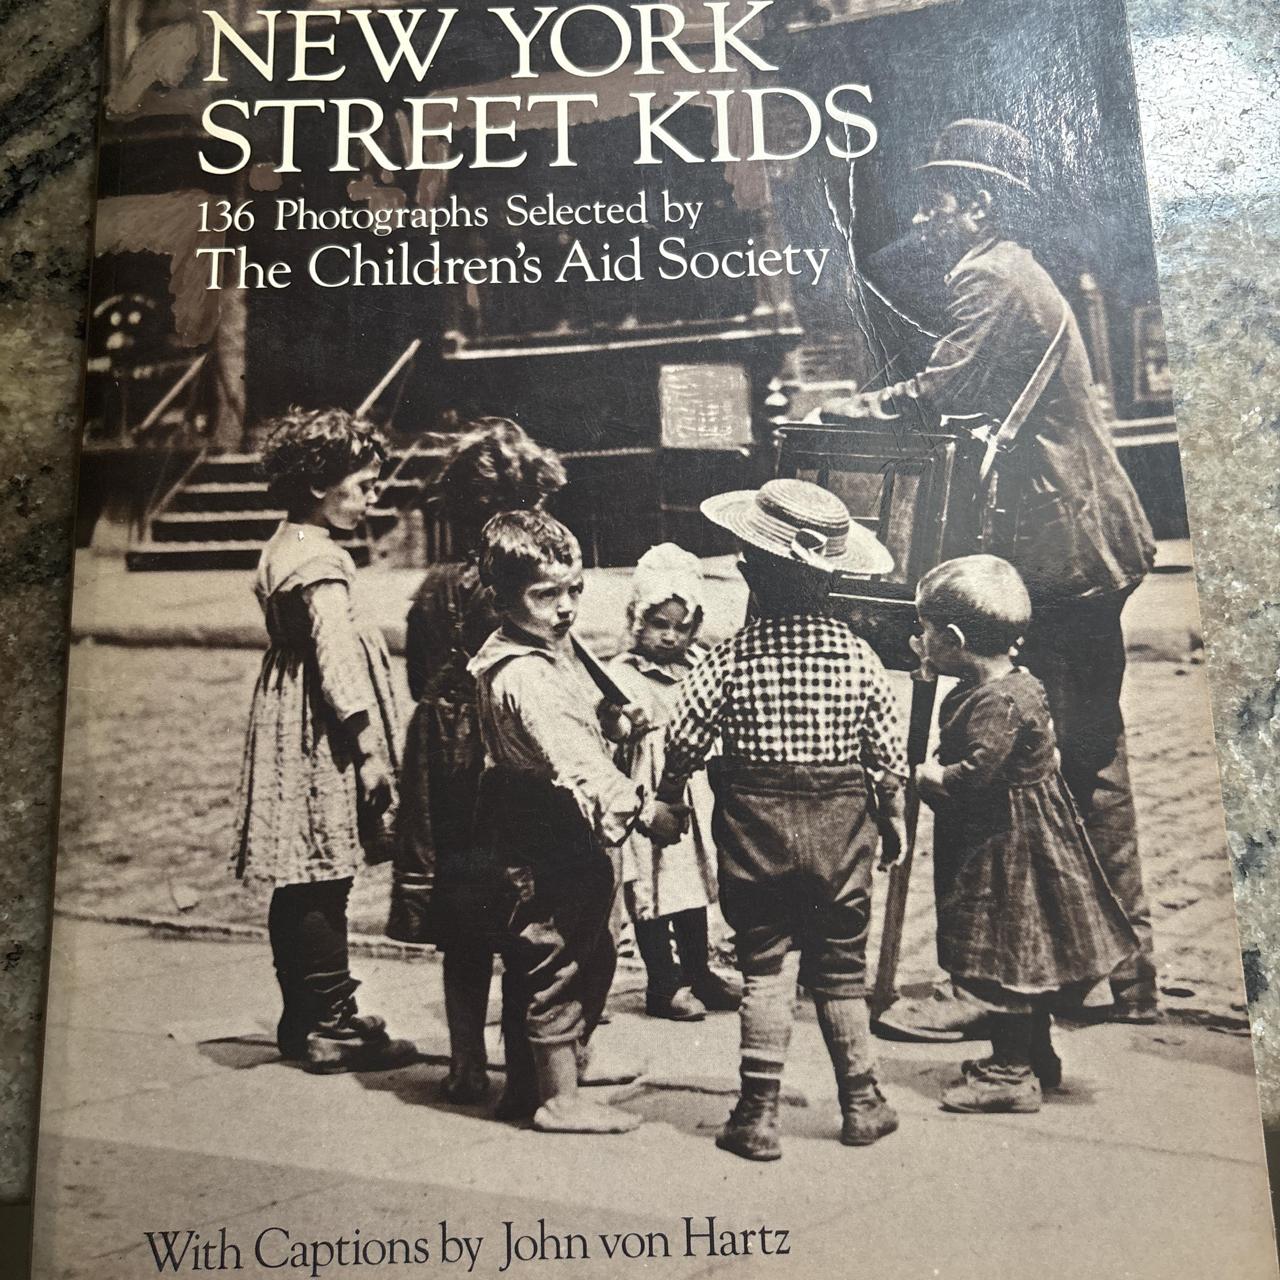 NEW YORK
STREET KIDS
136 Photographs Selected by
The Children's Aid Society
With Captions by John von Hartz